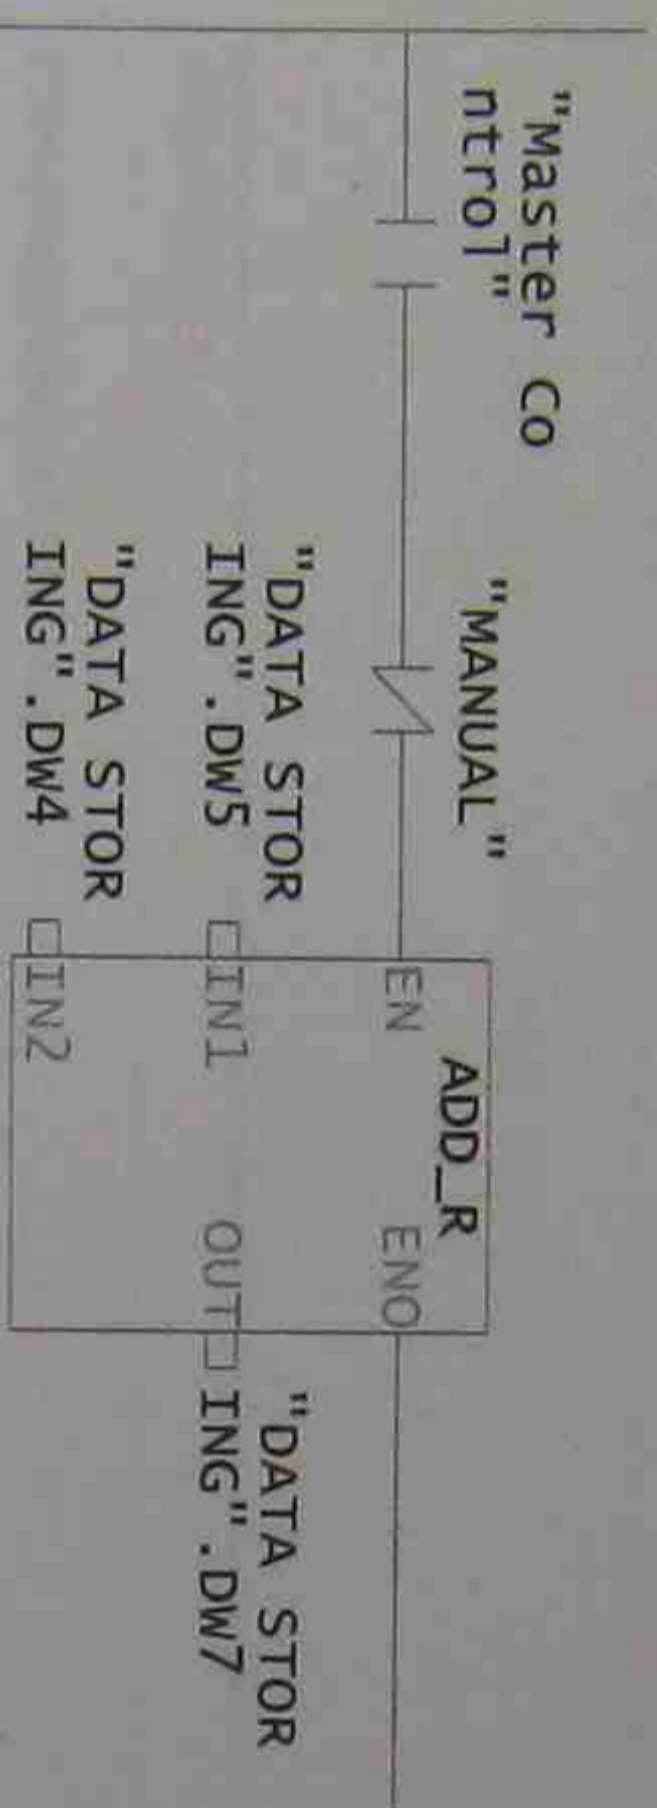 "Master Co
ntrol"
"MANUAL"
ADD_R
EN
ENO
"DATA STOR
ING".DW5
IN1
OUT
"DATA STOR
ING".DW7
"DATA STOR
ING".DW4
IN2